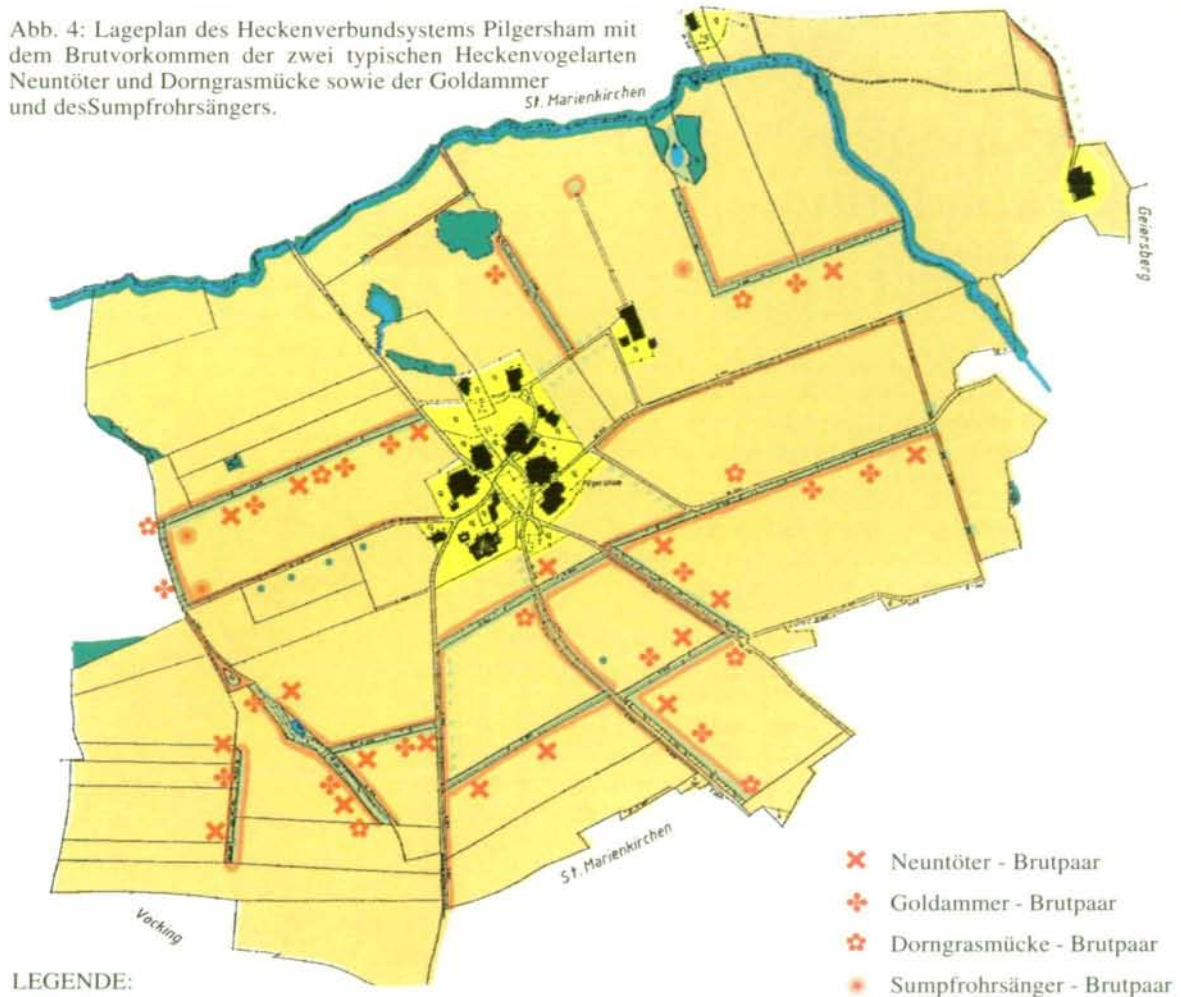 Abb. 4: Lageplan des Heckenverbundsystems Pilgersham mit
dem Brutvorkommen der zwei typischen Heckenvogelarten
Neuntöter und Dorngrasmücke sowie der Goldammer
und desSumpfrohrsängers.
St. Marienkirchen
Geiersberg
Pilgersham
St. Marienkirchen
Vocking
Neuntöter - Brutpaar
Goldammer - Brutpaar
Dorngrasmücke - Brutpaar
Sumpfrohrsänger - Brutpaar
LEGENDE: